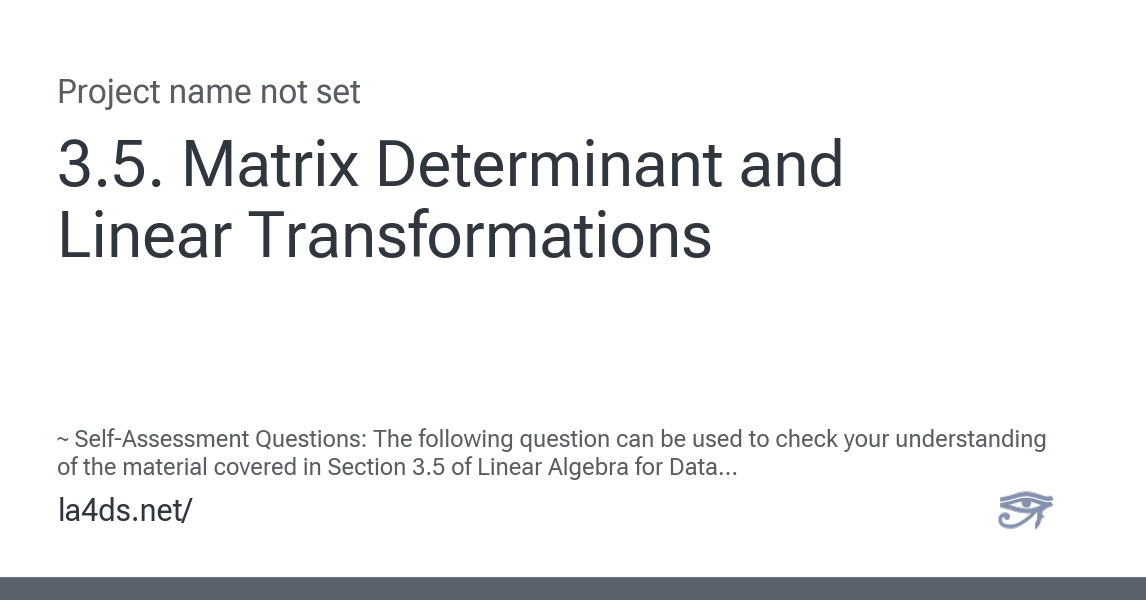 Project name not set
3.5. Matrix Determinant and
Linear Transformations
~ Self-Assessment Questions: The following question can be used to check your understanding
of the material covered in Section 3.5 of Linear Algebra for Data...
la4ds.net/